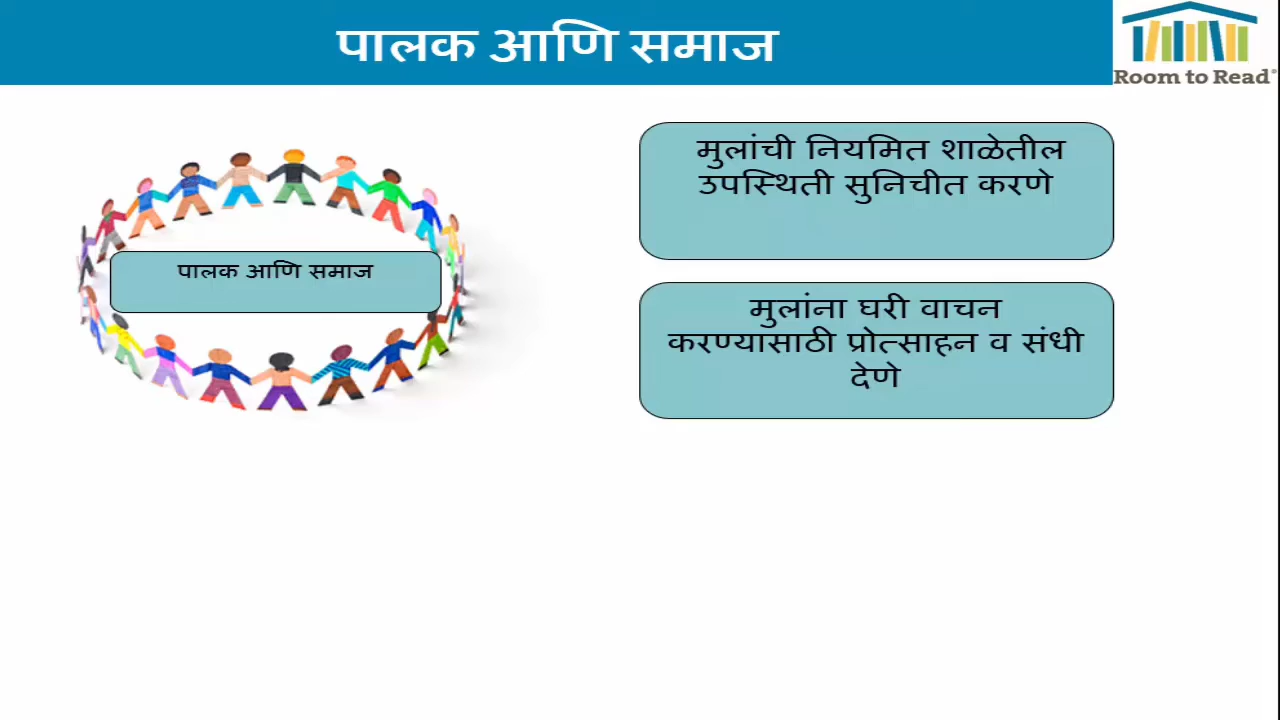 पालक आणि समाज
Room to Read®
मुलांची नियमित शाळेतील
उपस्थिती सुनिचीत करणे
पालक आणि समाज
मुलांना घरी वाचन
करण्यासाठी प्रोत्साहन व संधी
देणे